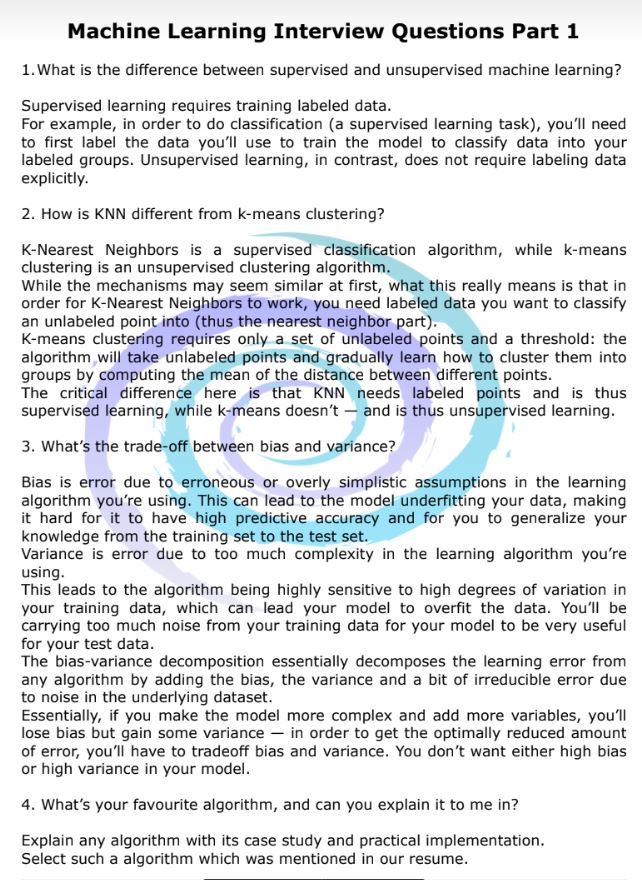 Machine Learning Interview Questions Part 1
1.What is the difference between supervised and unsupervised machine learning?
Supervised learning requires training labeled data.
For example, in order to do classification (a supervised learning task), you’ll need
to first label the data you’ll use to train the model to classify data into your
labeled groups. Unsupervised learning, in contrast, does not require labeling data
explicitly.
2. How is KNN different from k-means clustering?
K-Nearest Neighbors is a supervised classification algorithm, while k-means
clustering is an unsupervised clustering algorithm.
While the mechanisms may seem similar at first, what this really means is that in
order for K-Nearest Neighbors to work, you need labeled data you want to classify
an unlabeled point into (thus the nearest neighbor part).
K-means clustering requires only a set of unlabeled points and a threshold: the
algorithm will take unlabeled points and gradually learn how to cluster them into
groups by computing the mean of the distance between different points.
The critical difference here is that KNN needs labeled points and is thus
supervised learning, while k-means doesn’t — and is thus unsupervised learning.
3. What’s the trade-off between bias and variance?
Bias is error due to erroneous or overly simplistic assumptions in the learning
algorithm you’re using. This can lead to the model underfitting your data, making
it hard for it to have high predictive accuracy and for you to generalize your
knowledge from the training set to the test set.
Variance is error due to too much complexity in the learning algorithm you’re
using.
This leads to the algorithm being highly sensitive to high degrees of variation in
your training data, which can lead your model to overfit the data. You’ll be
carrying too much noise from your training data for your model to be very useful
for your test data.
The bias-variance decomposition essentially decomposes the learning error from
any algorithm by adding the bias, the variance and a bit of irreducible error due
to noise in the underlying dataset.
Essentially, if you make the model more complex and add more variables, you’ll
lose bias but gain some variance — in order to get the optimally reduced amount
of error, you’ll have to tradeoff bias and variance. You don’t want either high bias
or high variance in your model.
4. What’s your favourite algorithm, and can you explain it to me in?
Explain any algorithm with its case study and practical implementation.
Select such a algorithm which was mentioned in our resume.